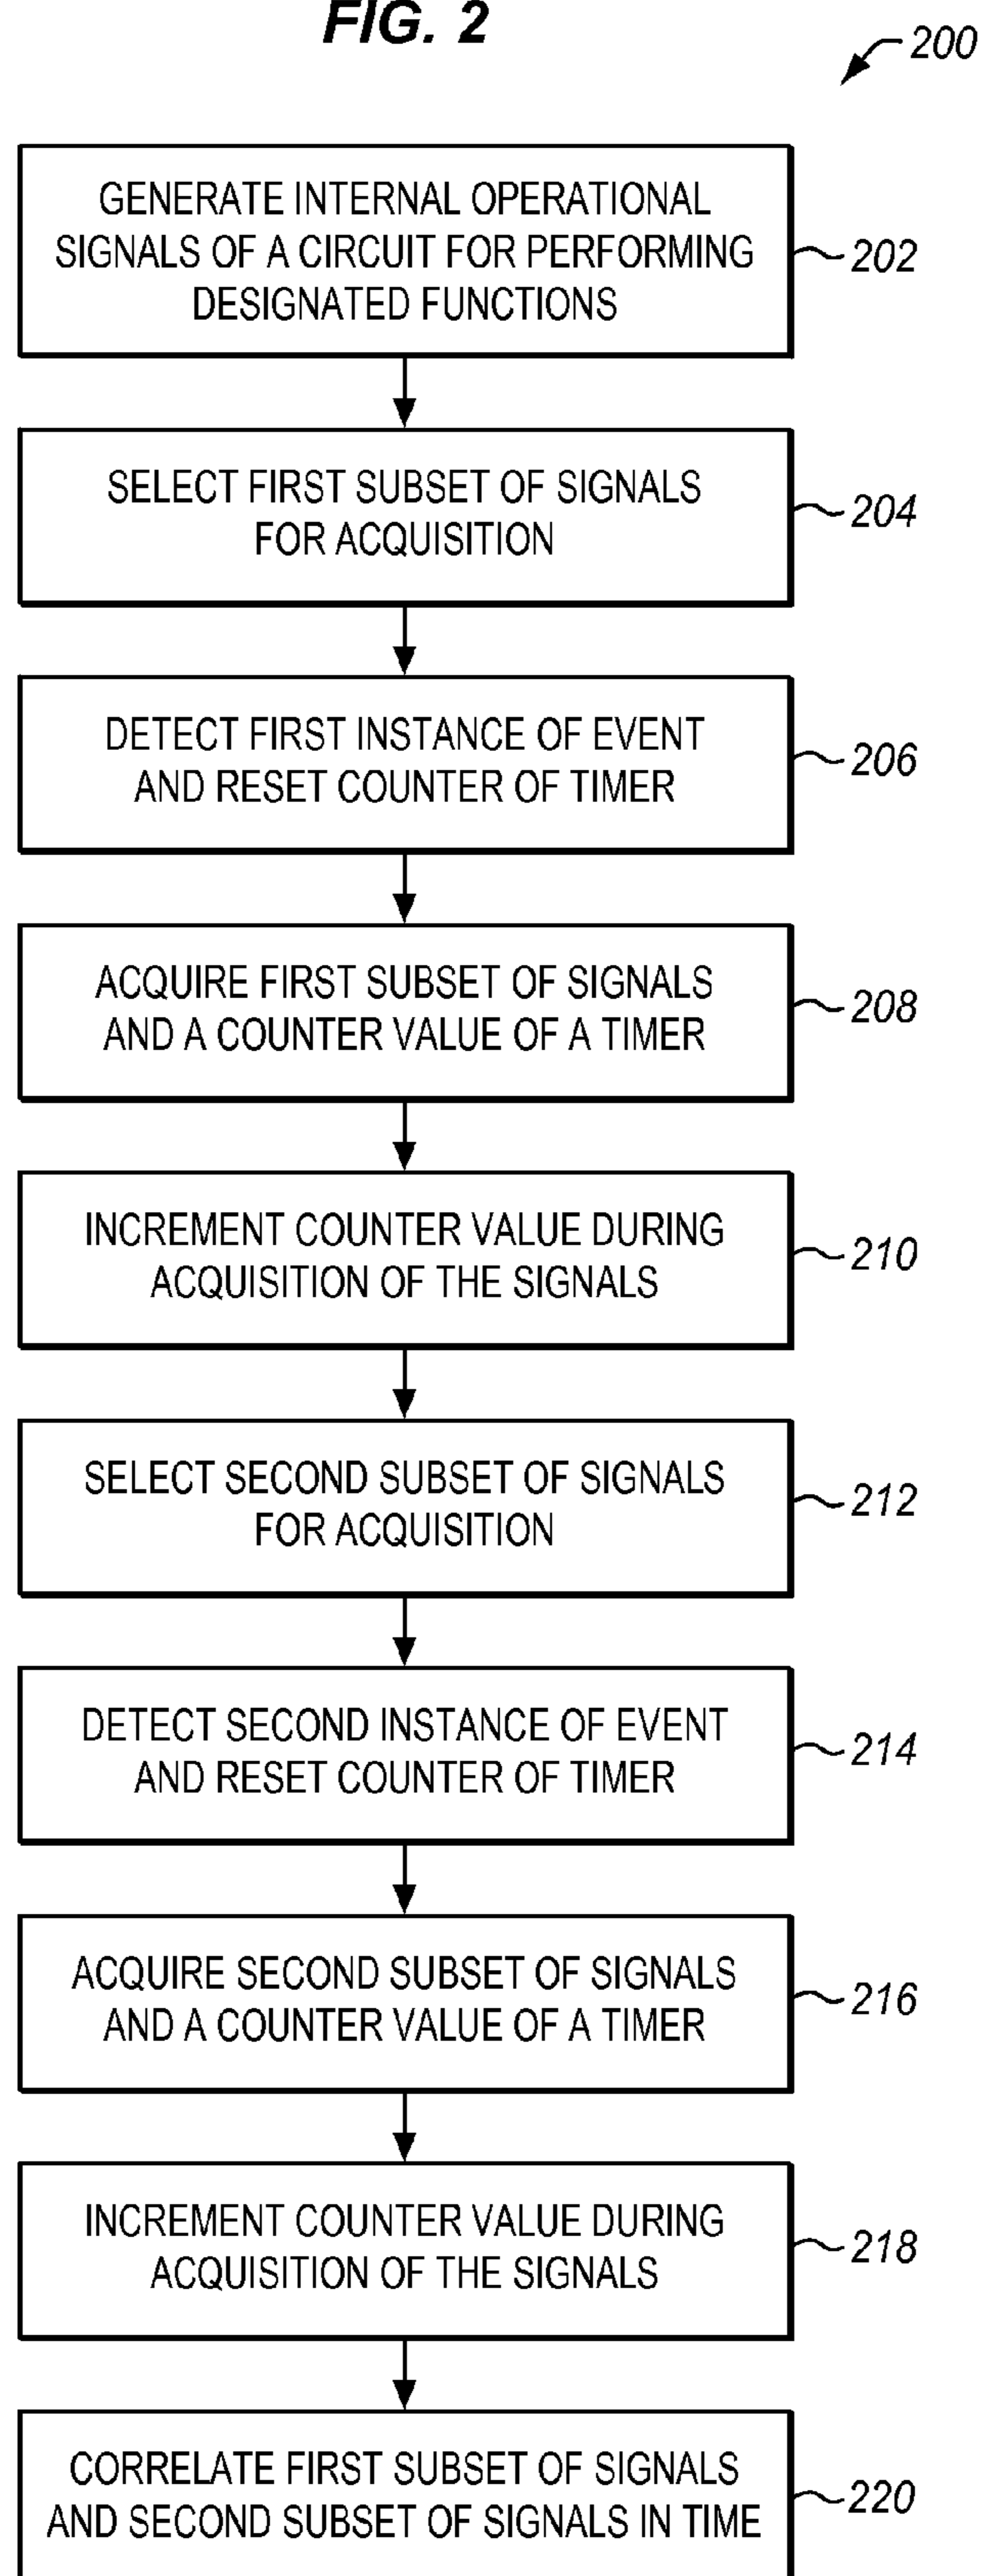 FIG. 2
200
GENERATE INTERNAL OPERATIONAL
SIGNALS OF A CIRCUIT FOR PERFORMING
DESIGNATED FUNCTIONS
202
SELECT FIRST SUBSET OF SIGNALS
FOR ACQUISITION
204
DETECT FIRST INSTANCE OF EVENT
AND RESET COUNTER OF TIMER
206
ACQUIRE FIRST SUBSET OF SIGNALS
AND A COUNTER VALUE OF A TIMER
208
INCREMENT COUNTER VALUE DURING
ACQUISITION OF THE SIGNALS
210
SELECT SECOND SUBSET OF SIGNALS
FOR ACQUISITION
212
DETECT SECOND INSTANCE OF EVENT
AND RESET COUNTER OF TIMER
214
ACQUIRE SECOND SUBSET OF SIGNALS
AND A COUNTER VALUE OF A TIMER
216
INCREMENT COUNTER VALUE DURING
ACQUISITION OF THE SIGNALS
218
CORRELATE FIRST SUBSET OF SIGNALS
AND SECOND SUBSET OF SIGNALS IN TIME
220